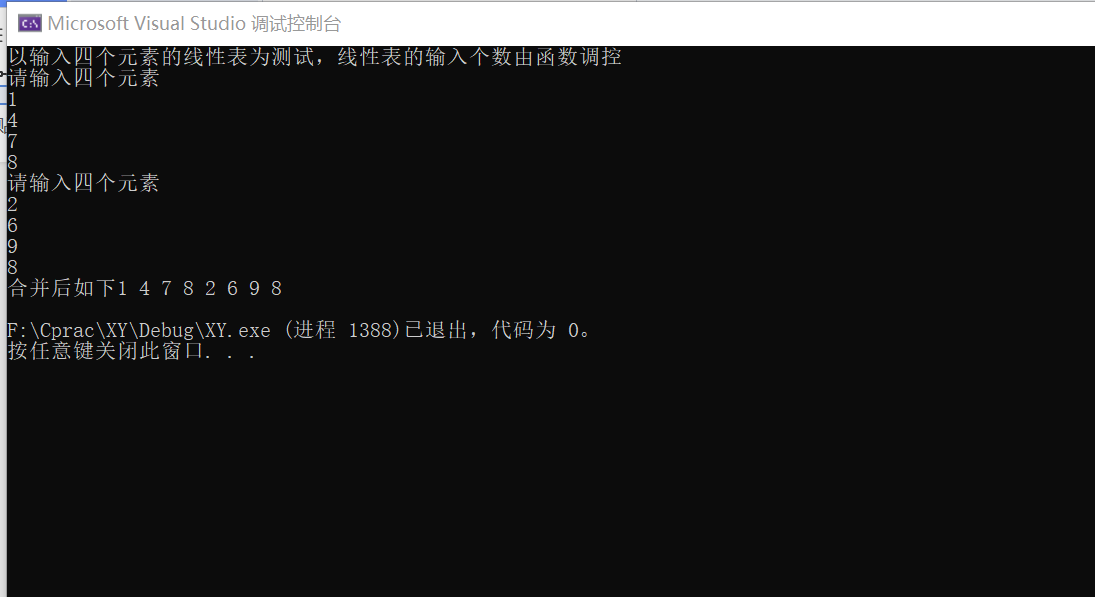 Microsoft Visual Studio 调试控制台
以输入四个元素的线性表为测试，线性表的输入个数由函数调控
请输入四个元素
1
4
7
8
请输入四个元素
2
6
9
8
合并后如下1 4 7 8 2 6 9 8
F:\Cprac\XY\Debug\XY.exe (进程 1388)已退出，代码为 0。
按任意键关闭此窗口. . .